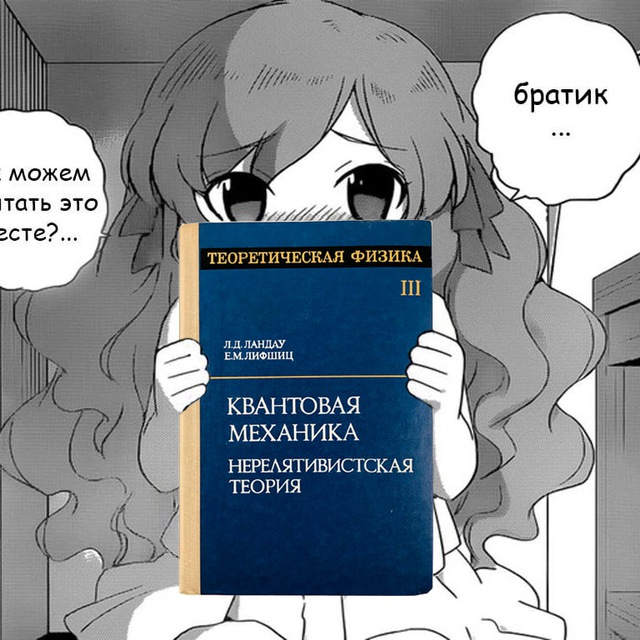 братик
...
можем
это
?...
ТЕОРЕТИЧЕСКАЯ ФИЗИКА
III
Л.Д. ЛАНДАУ
Е.М. ЛИФШИЦ
КВАНТОВАЯ
МЕХАНИКА
НЕРЕЛЯТИВИСТСКАЯ
ТЕОРИЯ